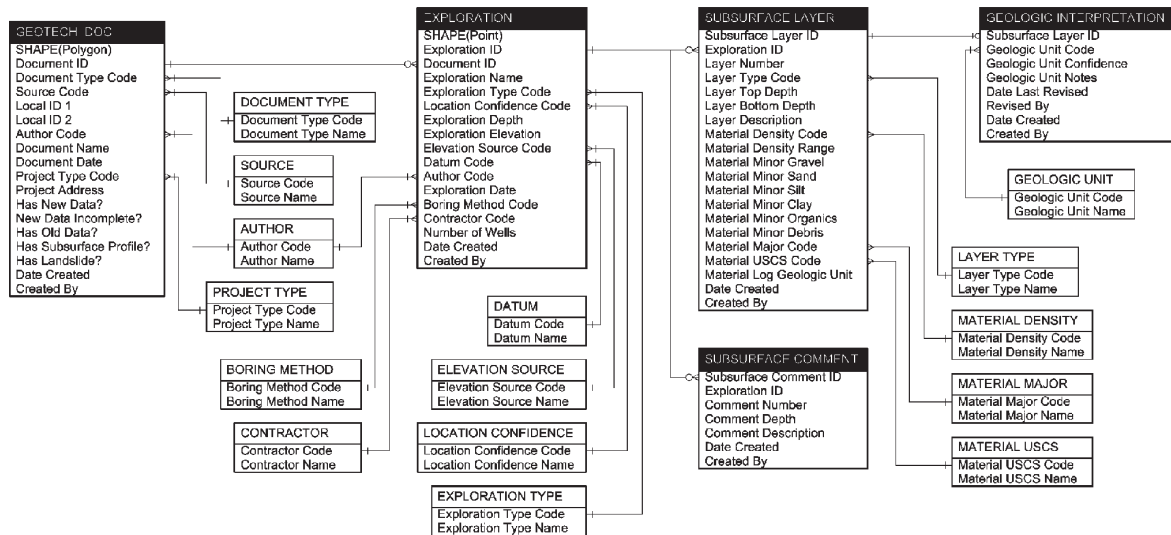 GEOTECH_DOC
SHAPE(Polygon)
Document ID
Document Type Code
Source Code
Local ID 1
Local ID 2
Author Code
Document Name
Document Date
Project Type Code
Project Address
Has New Data?
New Data Incomplete?
Has Old Data?
Has Subsurface Profile?
Has Landslide?
Date Created
Created By
DOCUMENT TYPE
Document Type Code
Document Type Name
SOURCE
Source Code
Source Name
AUTHOR
Author Code
Author Name
PROJECT TYPE
Project Type Code
Project Type Name
BORING METHOD
Boring Method Code
Boring Method Name
CONTRACTOR
Contractor Code
Contractor Name
EXPLORATION
SHAPE(Point)
Exploration ID
Document ID
Exploration Name
Exploration Type Code
Location Confidence Code
Exploration Depth
Exploration Elevation
Elevation Source Code
Datum Code
Author Code
Exploration Date
Boring Method Code
Contractor Code
Number of Wells
Date Created
Created By
DATUM
Datum Code
Datum Name
ELEVATION SOURCE
Elevation Source Code
Elevation Source Name
LOCATION CONFIDENCE
Location Confidence Code
Location Confidence Name
EXPLORATION TYPE
Exploration Type Code
Exploration Type Name
SUBSURFACE LAYER
Subsurface Layer ID
Exploration ID
Layer Number
Layer Type Code
Layer Top Depth
Layer Bottom Depth
Layer Description
Material Density Code
Material Density Range
Material Minor Gravel
Material Minor Sand
Material Minor Silt
Material Minor Clay
Material Minor Organics
Material Minor Debris
Material Major Code
Material USCS Code
Material Log Geologic Unit
Date Created
Created By
SUBSURFACE COMMENT
Subsurface Comment ID
Exploration ID
Comment Number
Comment Depth
Comment Description
Date Created
Created By
GEOLOGIC INTERPRETATION
Subsurface Layer ID
Geologic Unit Code
Geologic Unit Confidence
Geologic Unit Notes
Date Last Revised
Revised By
Date Created
Created By
GEOLOGIC UNIT
Geologic Unit Code
Geologic Unit Name
LAYER TYPE
Layer Type Code
Layer Type Name
MATERIAL DENSITY
Material Density Code
Material Density Name
MATERIAL MAJOR
Material Major Code
Material Major Name
MATERIAL USCS
Material USCS Code
Material USCS Name